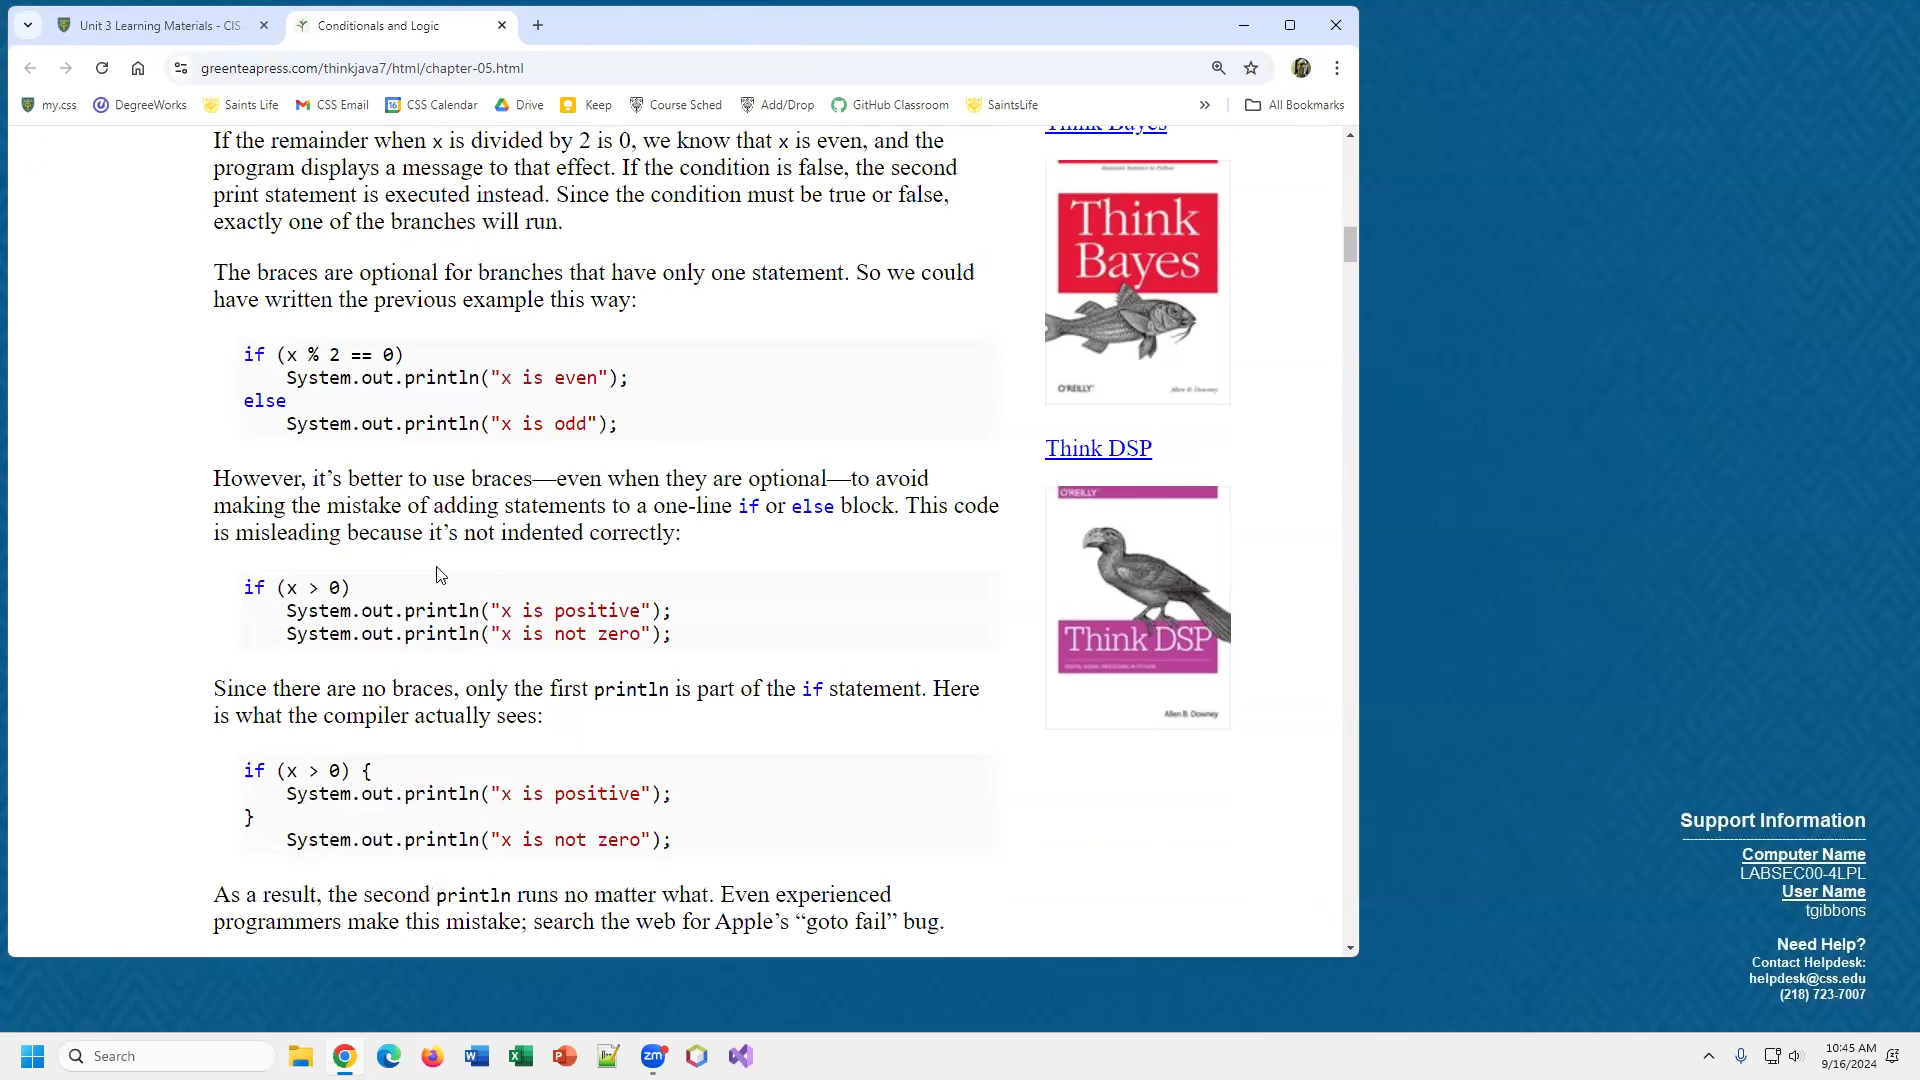 Unit 3 Learning Materials - CIS
Conditionals and Logic
greenteapress.com/thinkjava7/html/chapter-05.html
my.css
DegreeWorks
Saints Life
CSS Email
CSS Calendar
Drive
Keep
Course Sched
Add/Drop
GitHub Classroom
SaintsLife
»
All Bookmarks
If the remainder when x is divided by 2 is 0, we know that x is even, and the
program displays a message to that effect. If the condition is false, the second
print statement is executed instead. Since the condition must be true or false,
exactly one of the branches will run.
The braces are optional for branches that have only one statement. So we could
have written the previous example this way:
if (x % 2 == 0)
System.out.println("x is even");
else
System.out.println("x is odd");
However, it’s better to use braces—even when they are optional—to avoid
making the mistake of adding statements to a one-line if or else block. This code
is misleading because it’s not indented correctly:
if (x > 0)
System.out.println("x is positive");
System.out.println("x is not zero");
Since there are no braces, only the first println is part of the if statement. Here
is what the compiler actually sees:
if (x > 0) {
System.out.println("x is positive");
}
System.out.println("x is not zero");
As a result, the second println runs no matter what. Even experienced
programmers make this mistake; search the web for Apple’s “goto fail” bug.
Think Bayes
Think
Bayes
O'REILLY
Allen B. Downey
Think DSP
O'REILLY
Think DSP
Allen B. Downey
Support Information
Computer Name
LABSEC00-4LPL
User Name
tgibbons
Need Help?
Contact Helpdesk:
helpdesk@css.edu
(218) 723-7007
Search
zm
10:45 AM
9/16/2024